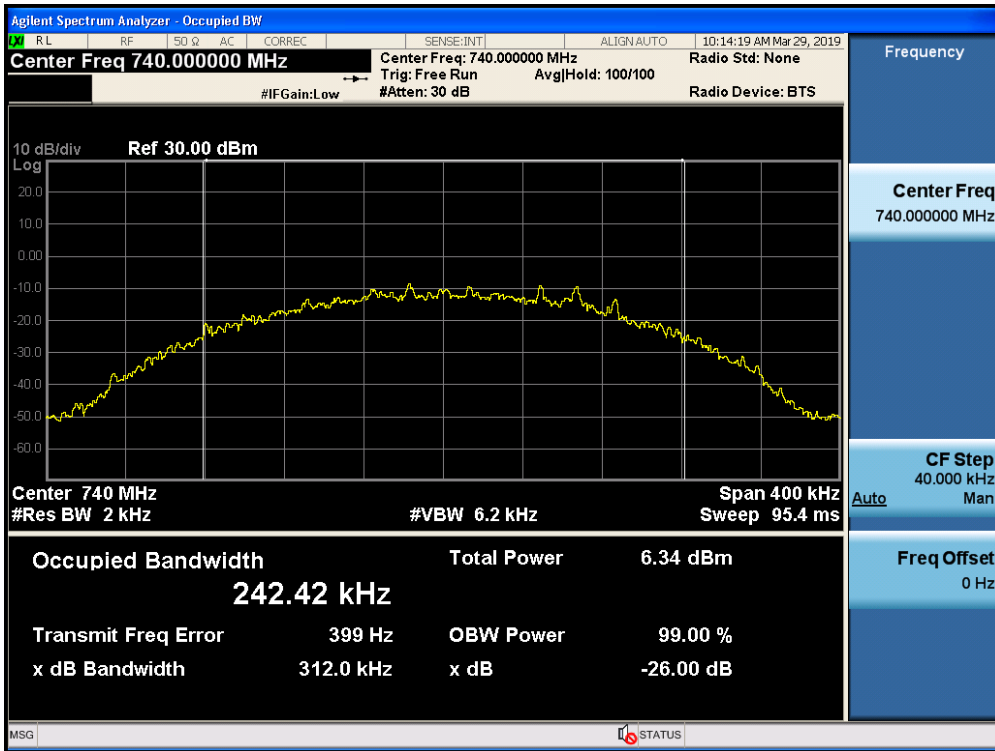 Agilent Spectrum Analyzer - Occupied BW
LXI RL RF 50 Ω AC CORREC SENSE:INT ALIGN AUTO 10:14:19 AM Mar 29, 2019
Center Freq 740.000000 MHz
Center Freq: 740.000000 MHz Radio Std: None
Trig: Free Run Avg|Hold: 100/100
#IFGain:Low #Atten: 30 dB Radio Device: BTS
10 dB/div Ref 30.00 dBm
Log
20.0
10.0
0.00
-10.0
-20.0
-30.0
-40.0
-50.0
-60.0
Center 740 MHz Span 400 kHz
#Res BW 2 kHz #VBW 6.2 kHz Sweep 95.4 ms
Occupied Bandwidth Total Power 6.34 dBm
242.42 kHz
Transmit Freq Error 399 Hz OBW Power 99.00 %
x dB Bandwidth 312.0 kHz x dB -26.00 dB
MSG STATUS
Frequency
Center Freq
740.000000 MHz
CF Step
40.000 kHz
Auto Man
Freq Offset
0 Hz